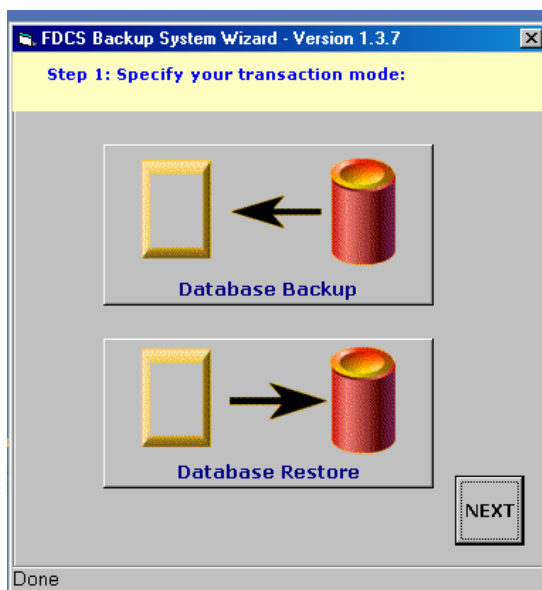 FDCS Backup System Wizard - Version 1.3.7
Step 1: Specify your transaction mode:
Database Backup
Database Restore
NEXT
Done